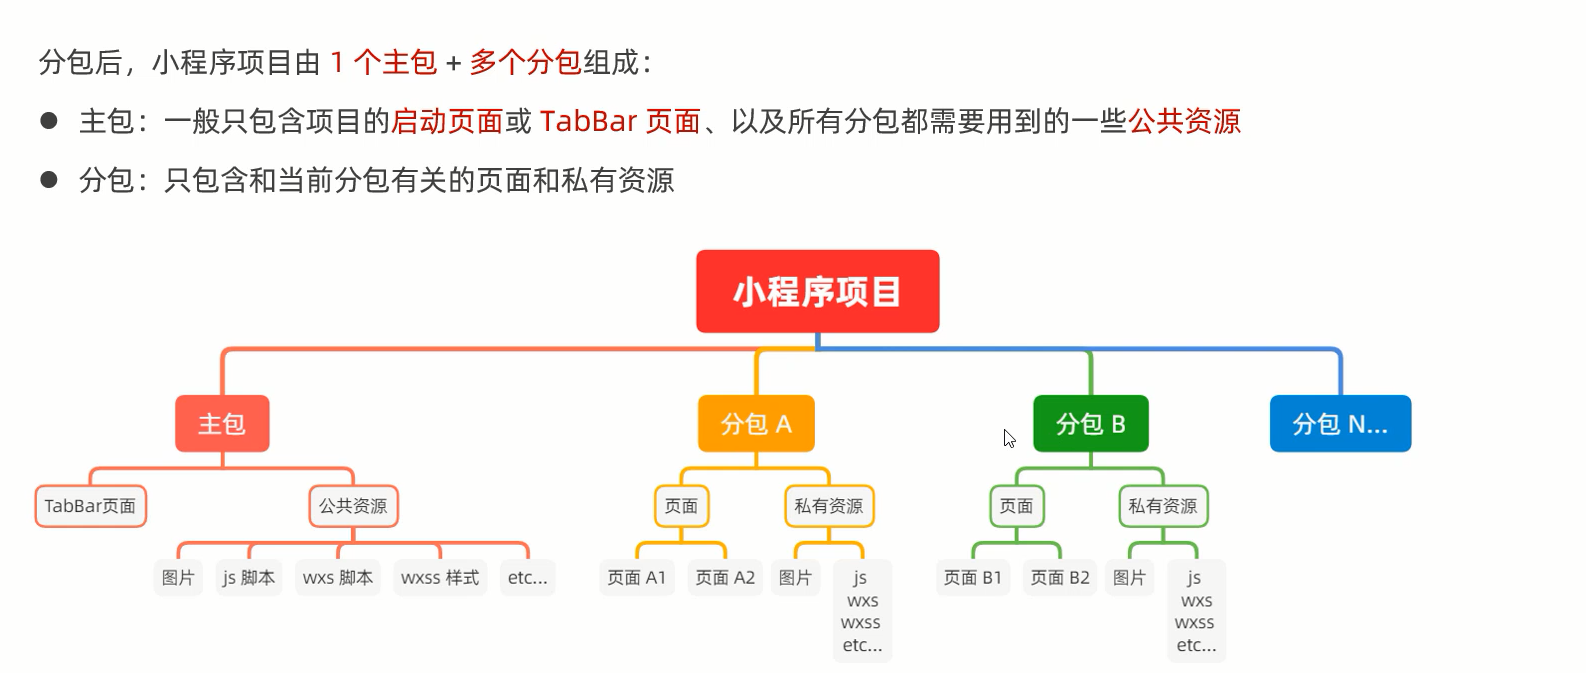 分包后，小程序项目由 1 个主包 + 多个分包组成：
● 主包：一般只包含项目的启动页面或 TabBar 页面、以及所有分包都需要用到的一些公共资源
● 分包：只包含和当前分包有关的页面和私有资源
小程序项目
主包
分包 A
分包 B
分包 N...
TabBar页面
公共资源
页面
私有资源
页面
私有资源
图片
js 脚本
wxs 脚本
wxss 样式
etc...
页面 A1
页面 A2
图片
js
wxs
wxss
etc...
页面 B1
页面 B2
图片
js
wxs
wxss
etc...